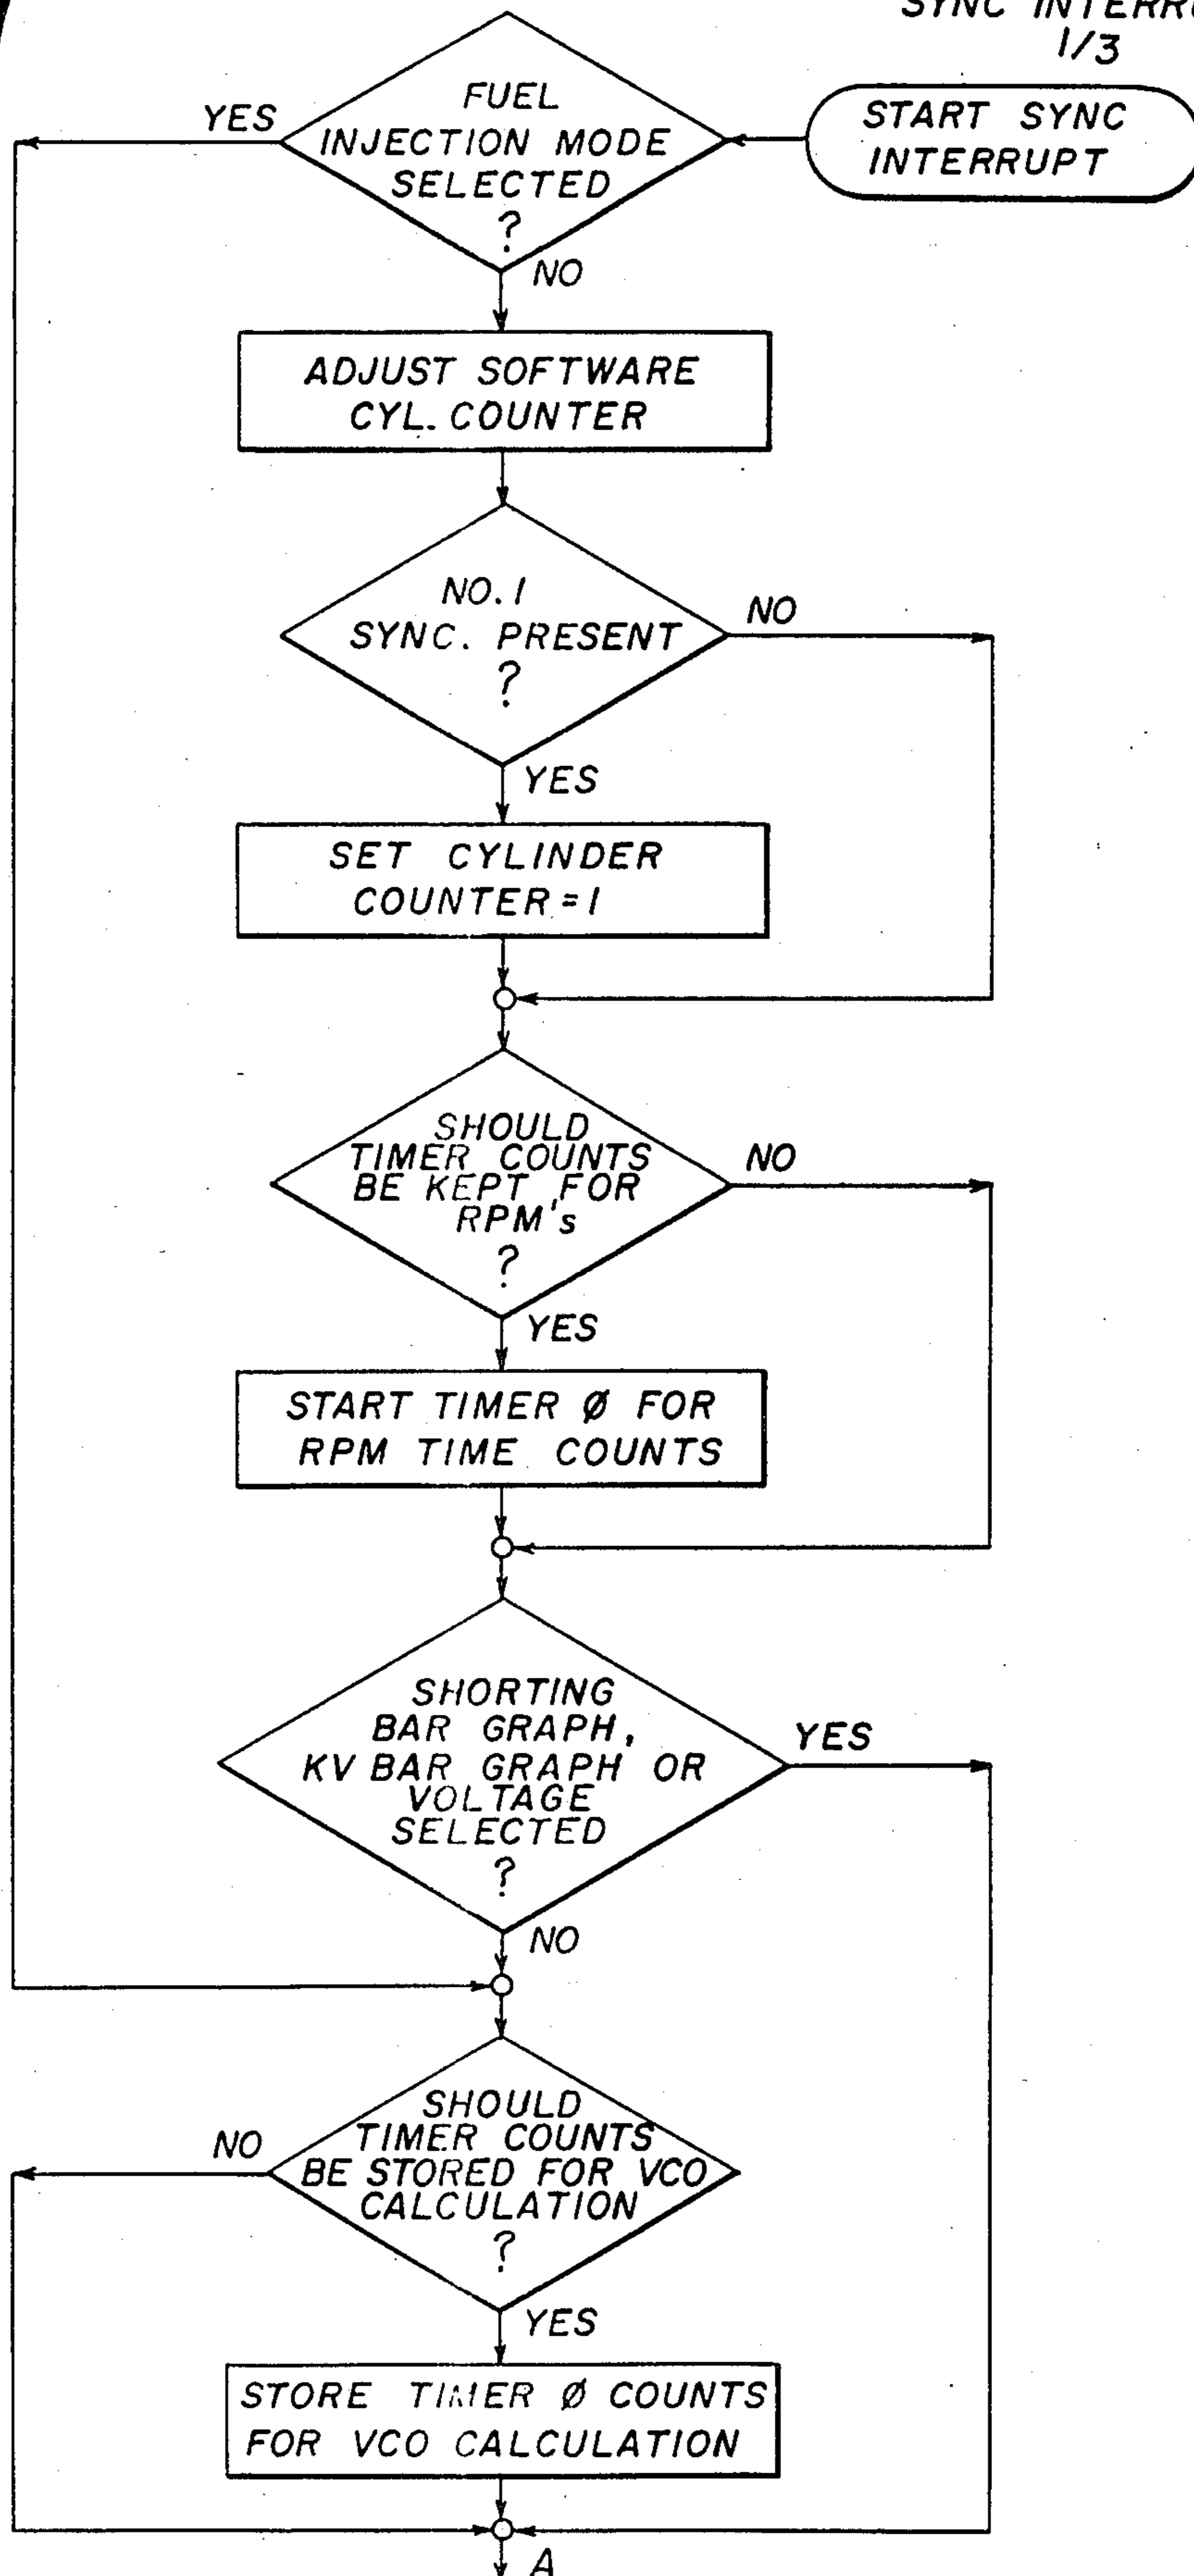 SYNC INTERRU
1/3
START SYNC
INTERRUPT
FUEL
INJECTION MODE
SELECTED
?
YES
NO
ADJUST SOFTWARE
CYL. COUNTER
NO. 1
SYNC. PRESENT
?
NO
YES
SET CYLINDER
COUNTER = 1
SHOULD
TIMER COUNTS
BE KEPT FOR
RPM's
?
NO
YES
START TIMER Ø FOR
RPM TIME COUNTS
SHORTING
BAR GRAPH,
KV BAR GRAPH OR
VOLTAGE
SELECTED
?
YES
NO
SHOULD
TIMER COUNTS
BE STORED FOR VCO
CALCULATION
?
NO
YES
STORE TIMER Ø COUNTS
FOR VCO CALCULATION
A